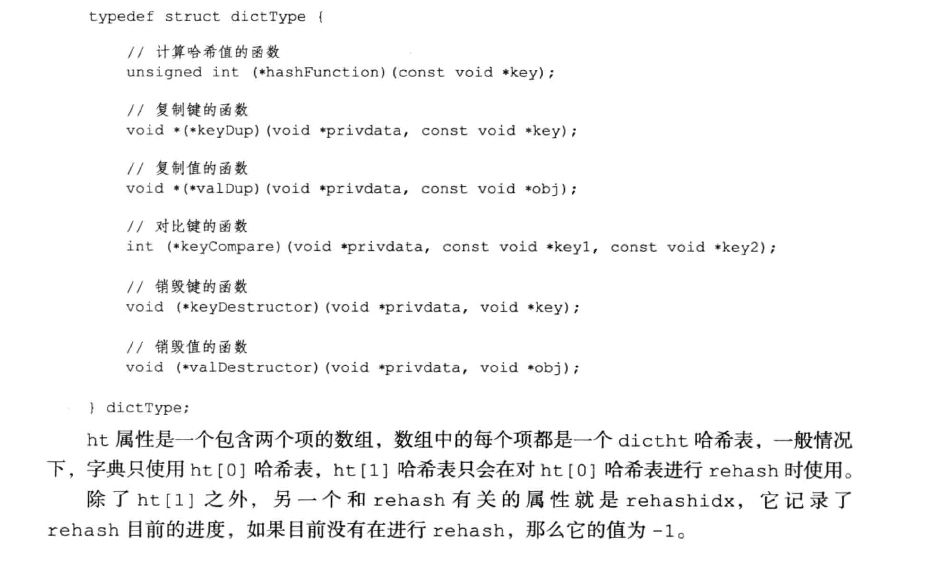 typedef struct dictType {
// 计算哈希值的函数
unsigned int (*hashFunction)(const void *key);
// 复制键的函数
void *(*keyDup)(void *privdata, const void *key);
// 复制值的函数
void *(*valDup)(void *privdata, const void *obj);
// 对比键的函数
int (*keyCompare)(void *privdata, const void *key1, const void *key2);
// 销毁键的函数
void (*keyDestructor)(void *privdata, void *key);
// 销毁值的函数
void (*valDestructor)(void *privdata, void *obj);
} dictType;
ht 属性是一个包含两个项的数组，数组中的每个项都是一个 dictht 哈希表，一般情况
下，字典只使用 ht[0] 哈希表，ht[1] 哈希表只会在对 ht[0] 哈希表进行 rehash 时使用。
除了 ht[1] 之外，另一个和 rehash 有关的属性就是 rehashidx，它记录了
rehash 目前的进度，如果目前没有在进行 rehash，那么它的值为 -1。